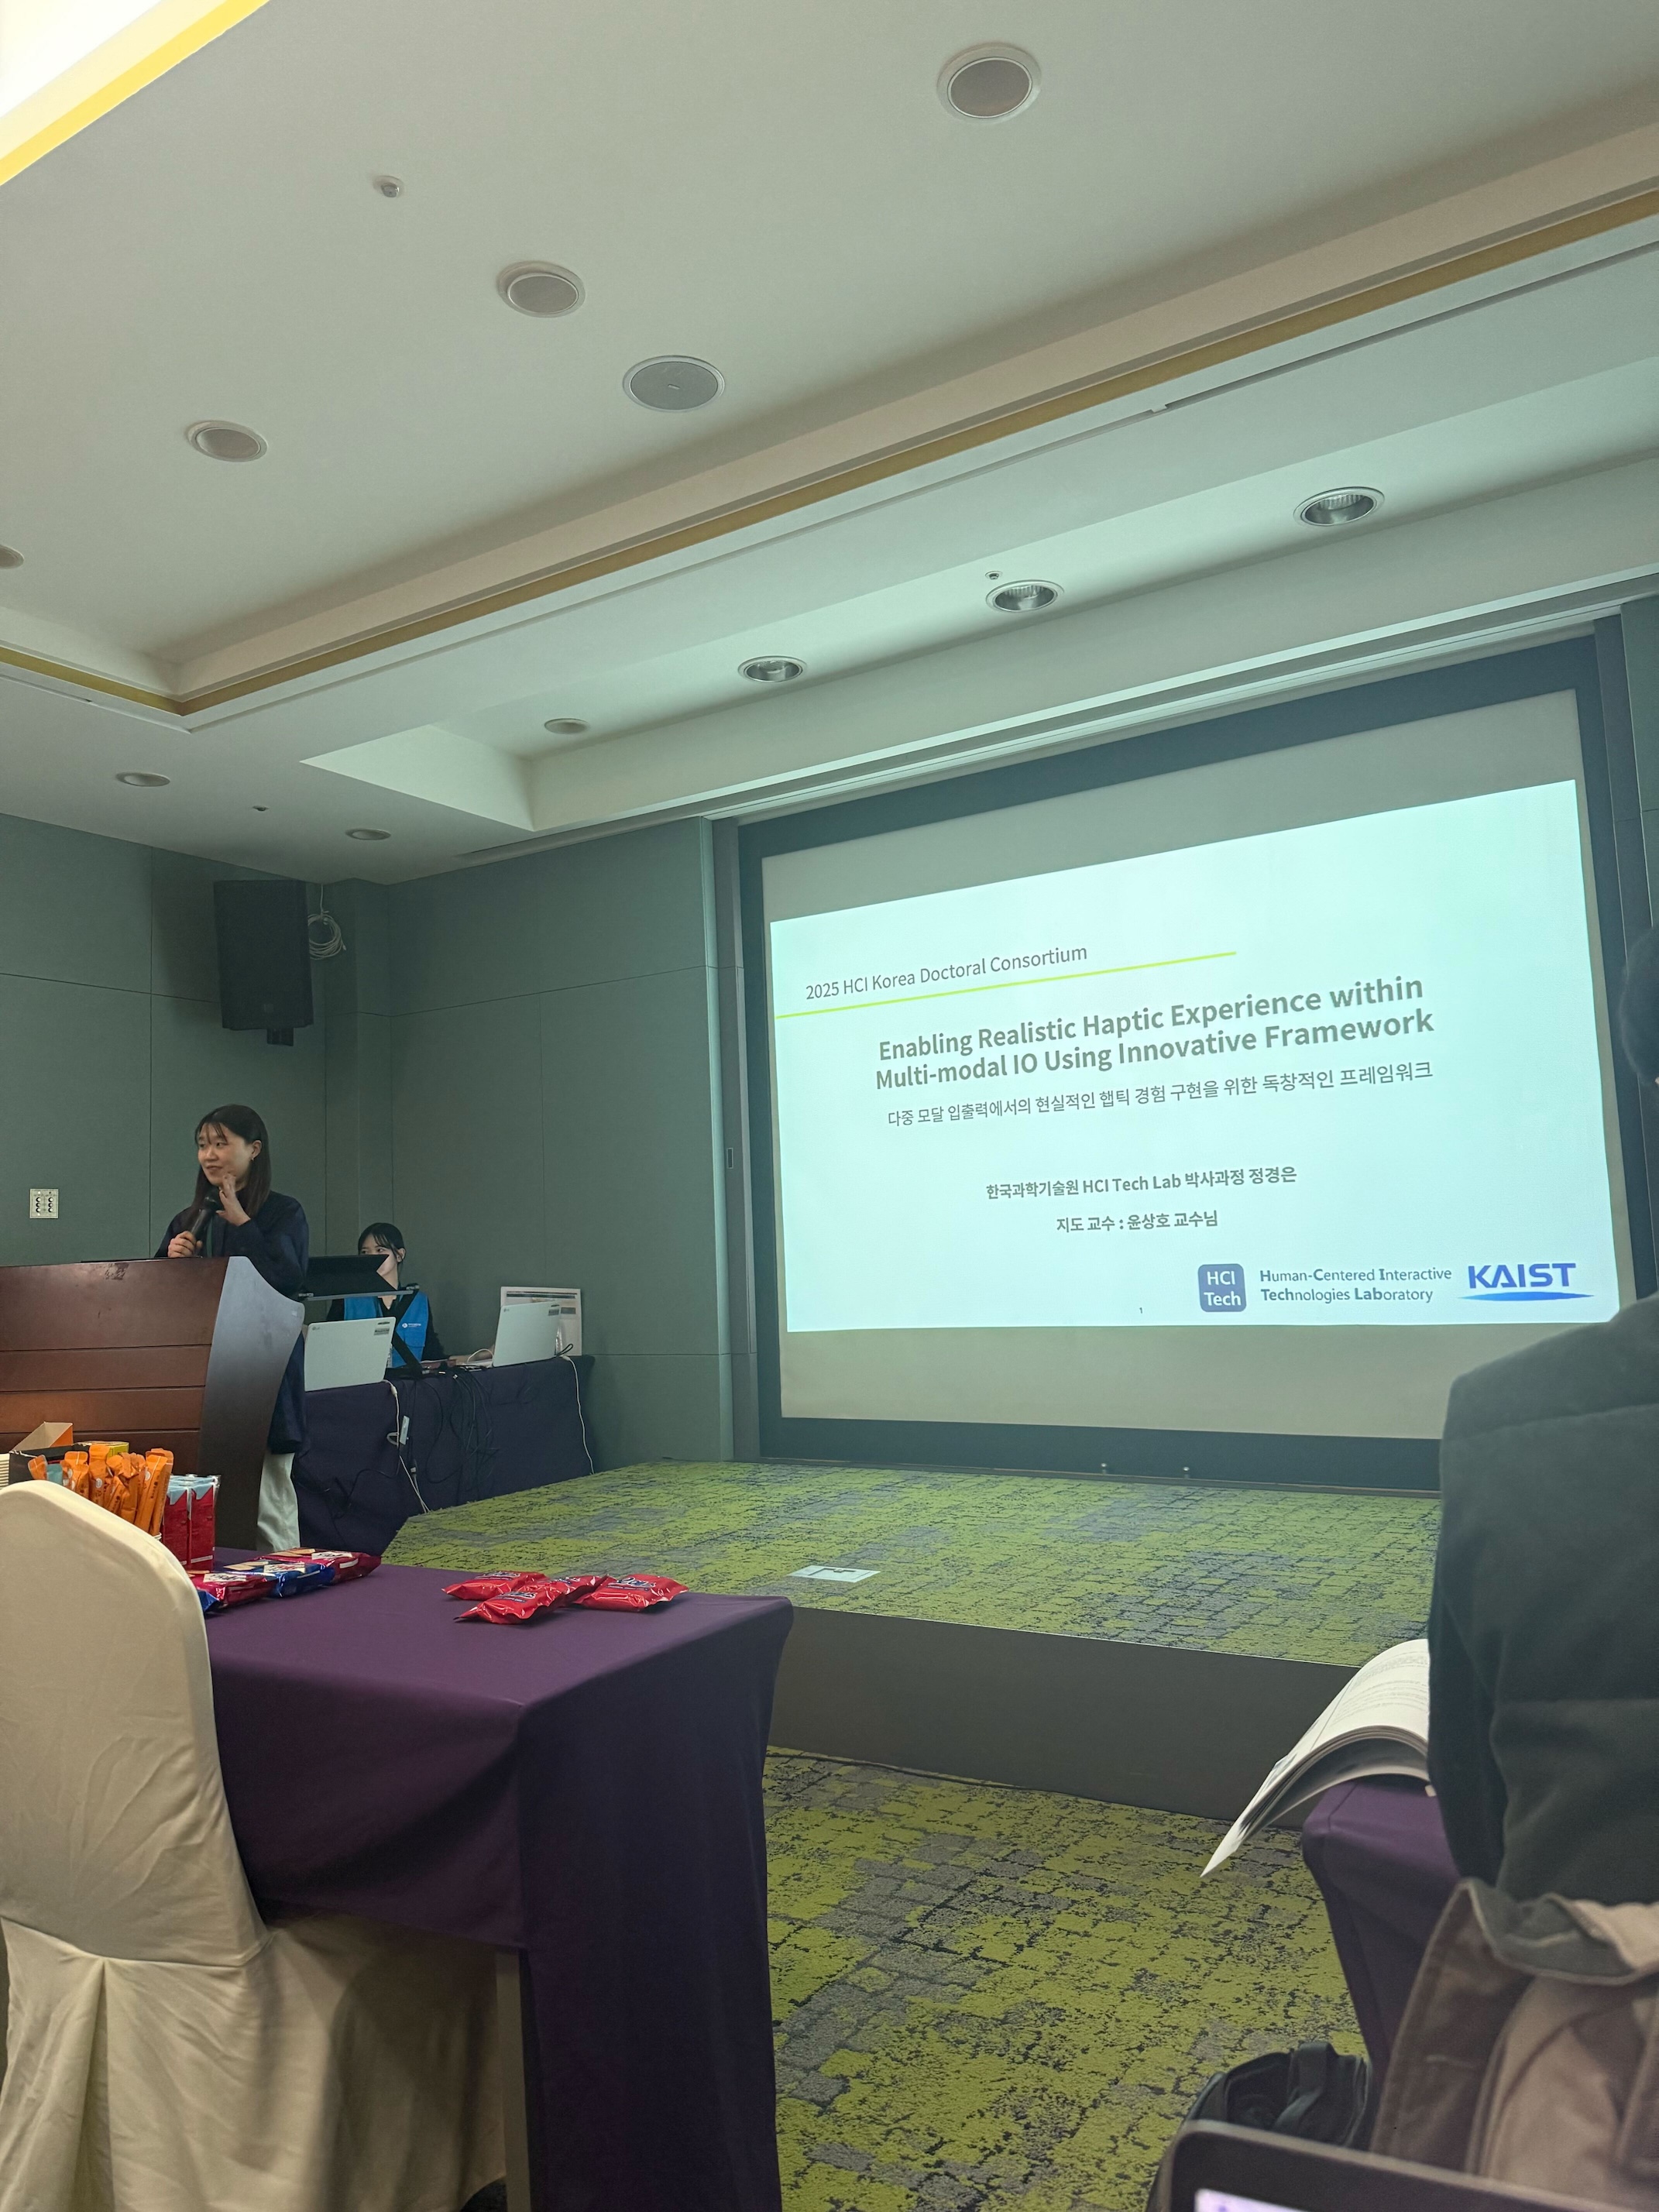 2025 HCI Korea Doctoral Consortium
Enabling Realistic Haptic Experience within
Multi-modal IO Using Innovative Framework
다중 모달 입출력에서의 현실적인 햅틱 경험 구현을 위한 독창적인 프레임워크
한국과학기술원 HCI Tech Lab 박사과정 정경은
지도 교수 : 윤상호 교수님
HCI
Tech
Human-Centered Interactive
Technologies Laboratory
KAIST
1